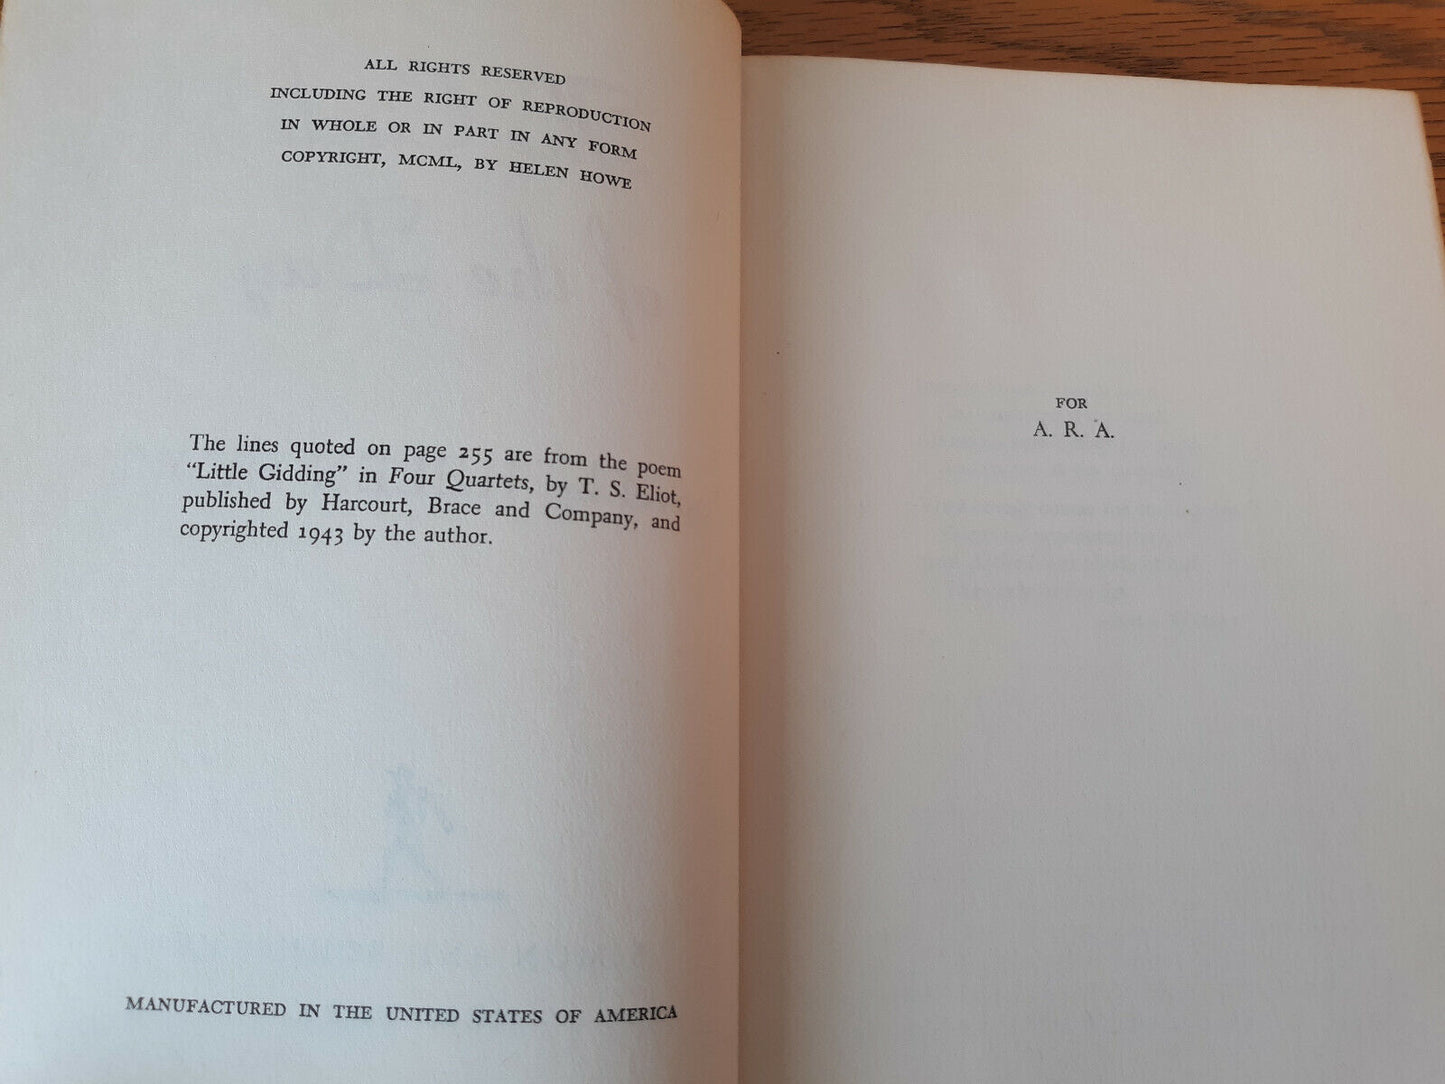 ALL RIGHTS RESERVED
INCLUDING THE RIGHT OF REPRODUCTION
IN WHOLE OR IN PART IN ANY FORM
COPYRIGHT, MCML, BY HELEN HOWE
The lines quoted on page 255 are from the poem
“Little Gidding” in Four Quartets, by T. S. Eliot,
published by Harcourt, Brace and Company, and
copyrighted 1943 by the author.
MANUFACTURED IN THE UNITED STATES OF AMERICA
FOR
A. R. A.